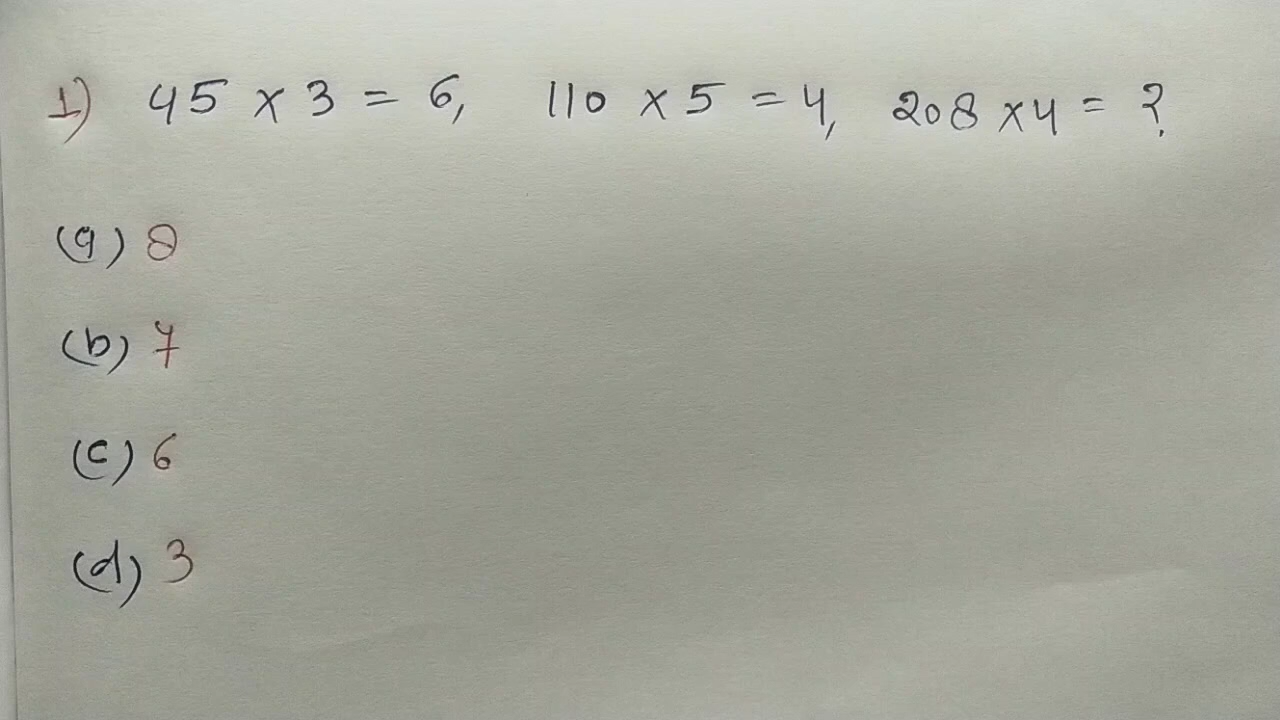 1) 45 × 3 = 6, 110 × 5 = 4, 208 × 4 = ?
(a) 8
(b) 7
(c) 6
(d) 3